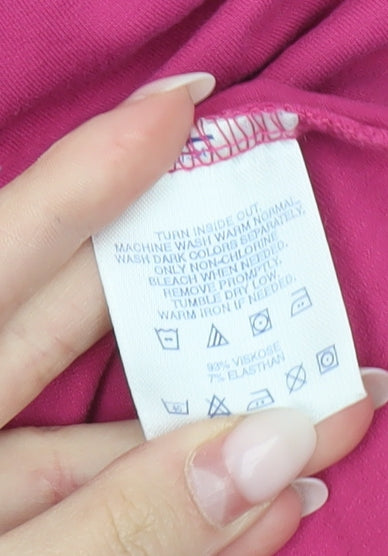 TURN INSIDE OUT.
MACHINE WASH WARM NORMAL,
WASH DARK COLORS SEPARATELY,
ONLY NON-CHLORINE
BLEACH WHEN NEEDED.
REMOVE PROMPTLY.
TUMBLE DRY LOW.
WARM IRON IF NEEDED.
93% VISKOSE
7% ELASTHAN
40